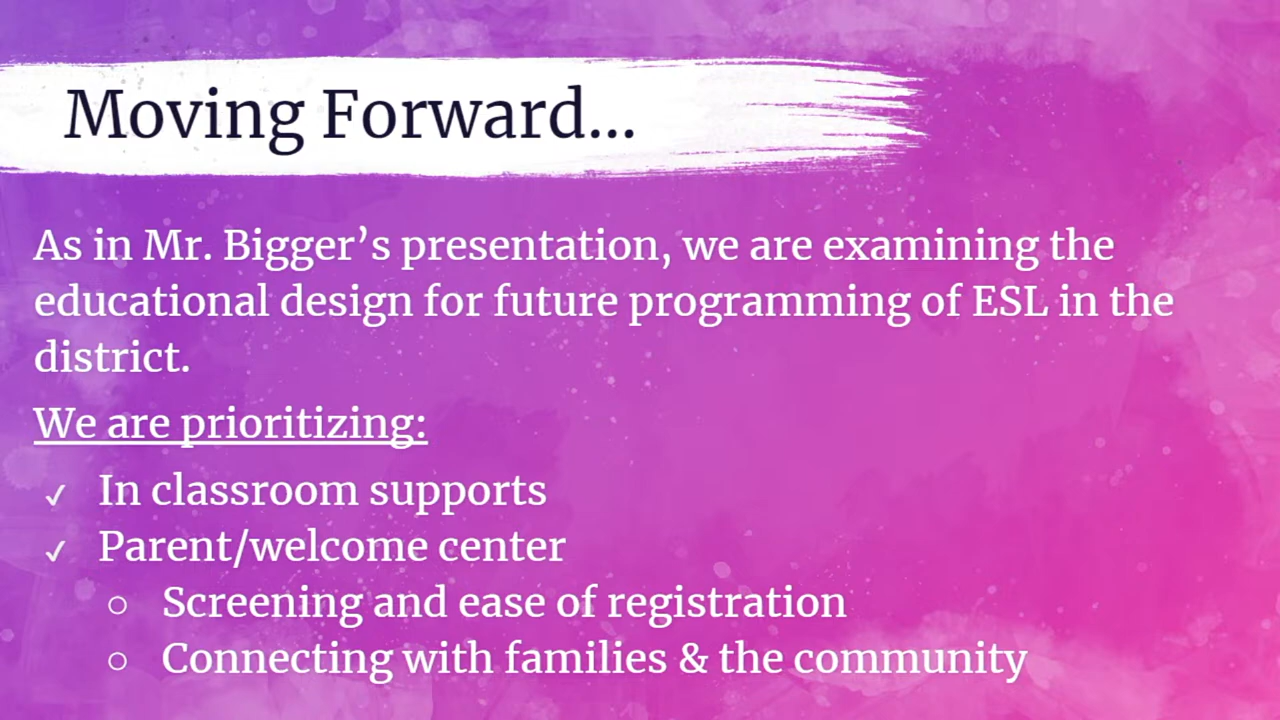 Moving Forward...
As in Mr. Bigger’s presentation, we are examining the
educational design for future programming of ESL in the
district.
We are prioritizing:
✓ In classroom supports
✓ Parent/welcome center
○ Screening and ease of registration
○ Connecting with families & the community